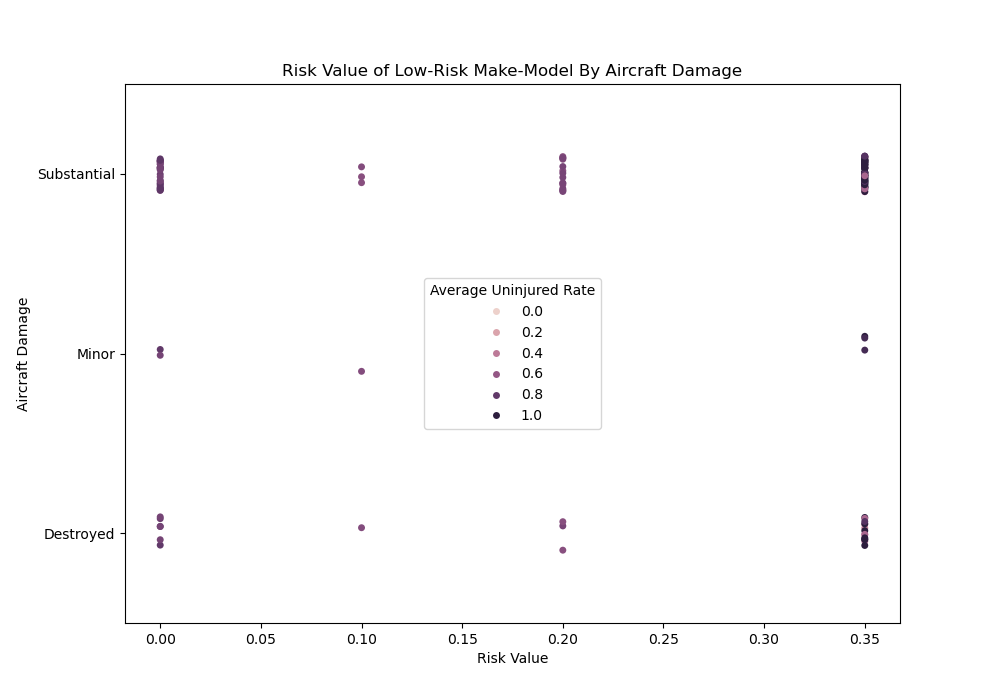 Risk Value of Low-Risk Make-Model By Aircraft Damage
Aircraft Damage
Substantial
Minor
Destroyed
Average Uninjured Rate
0.0
0.2
0.4
0.6
0.8
1.0
0.00 0.05 0.10 0.15 0.20 0.25 0.30 0.35
Risk Value